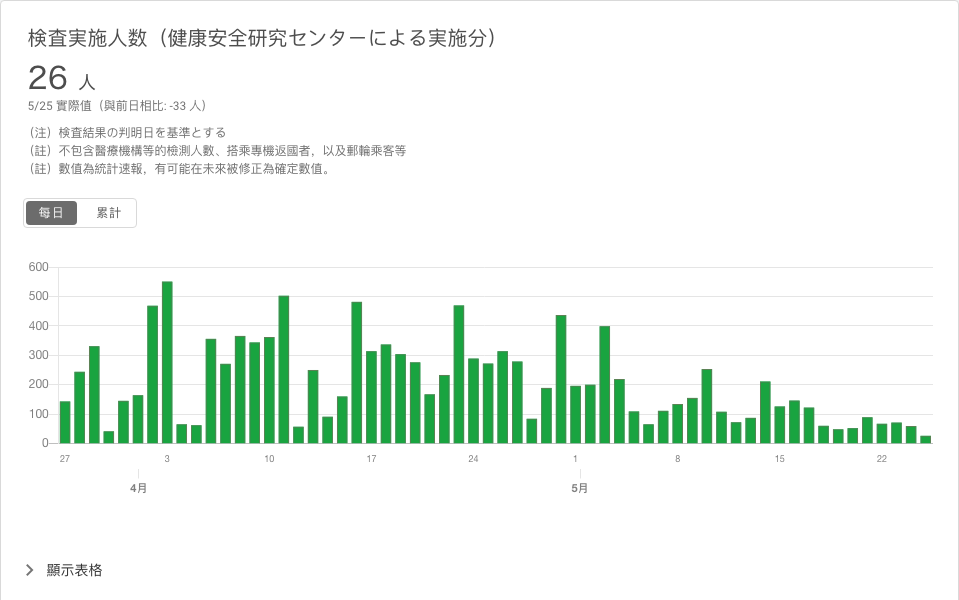 検査実施人数（健康安全研究センターによる実施分）
26 人
5/25 實際值（與前日相比: -33 人）
（注）検査結果の判明日を基準とする
（註）不包含醫療機構等的檢測人數、搭乘專機返國者，以及郵輪乘客等
（註）數值為統計速報，有可能在未來被修正為確定數值。
每日 累計
600
500
400
300
200
100
0
27 3 10 17 24 1 8 15 22
4月 5月
顯示表格